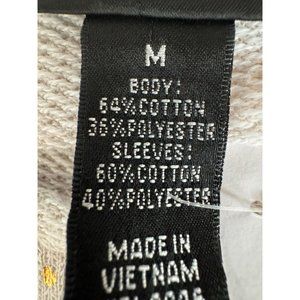 M
BODY:
64%COTTON
36%POLYESTER
SLEEVES:
60%COTTON
40%POLYESTER
MADE IN
VIETNAM